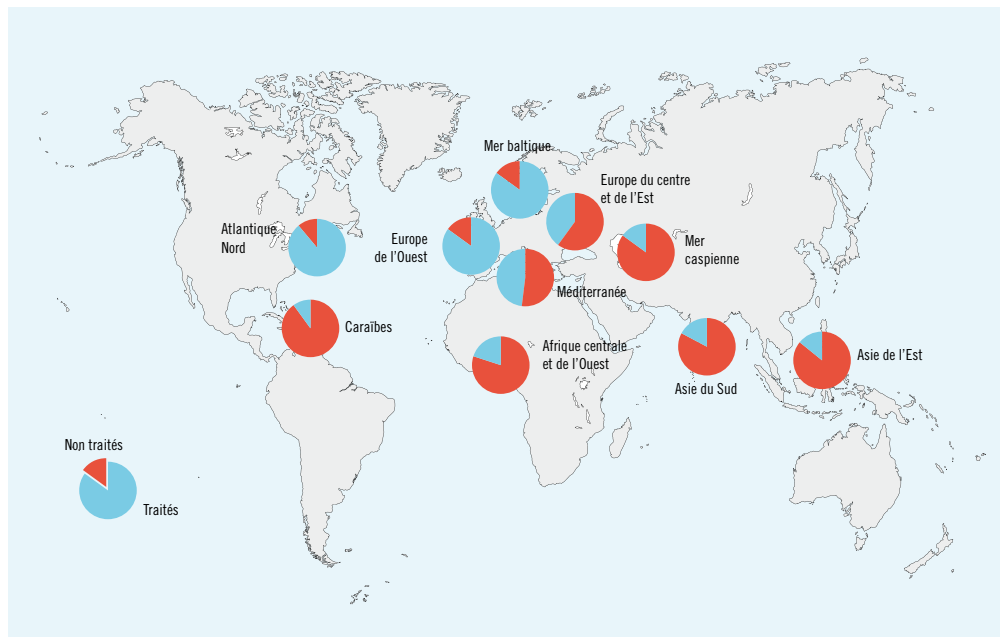 Mer baltique
Europe du centre
et de l'Est
Atlantique
Nord
Europe
de l'Ouest
Mer
caspienne
Méditerranée
Caraïbes
Afrique centrale
et de l'Ouest
Asie de l'Est
Asie du Sud
Non traités
Traités